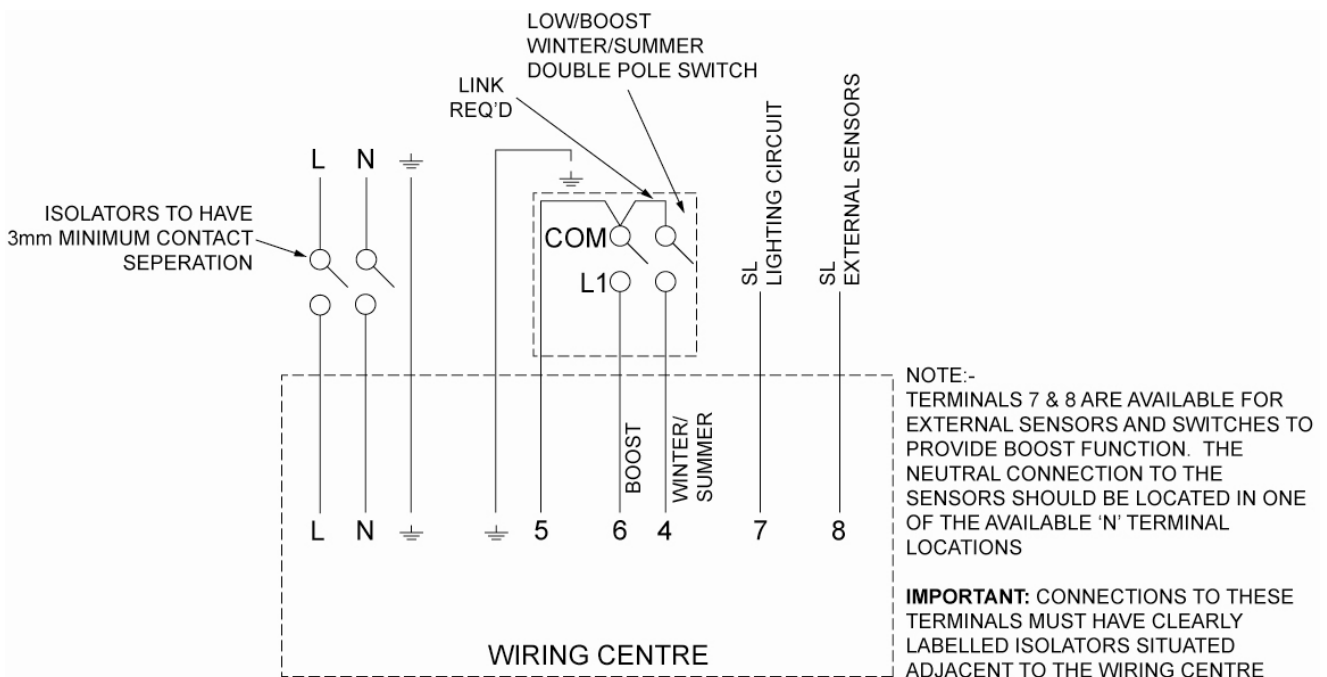 LOW/BOOST
WINTER/SUMMER
DOUBLE POLE SWITCH
LINK
REQ'D
L N
ISOLATORS TO HAVE
3mm MINIMUM CONTACT
SEPERATION
COM
L1
SL
LIGHTING CIRCUIT
SL
EXTERNAL SENSORS
BOOST
WINTER/
SUMMER
L N 5 6 4 7 8
WIRING CENTRE
NOTE:-
TERMINALS 7 & 8 ARE AVAILABLE FOR
EXTERNAL SENSORS AND SWITCHES TO
PROVIDE BOOST FUNCTION. THE
NEUTRAL CONNECTION TO THE
SENSORS SHOULD BE LOCATED IN ONE
OF THE AVAILABLE 'N' TERMINAL
LOCATIONS
IMPORTANT: CONNECTIONS TO THESE
TERMINALS MUST HAVE CLEARLY
LABELLED ISOLATORS SITUATED
ADJACENT TO THE WIRING CENTRE